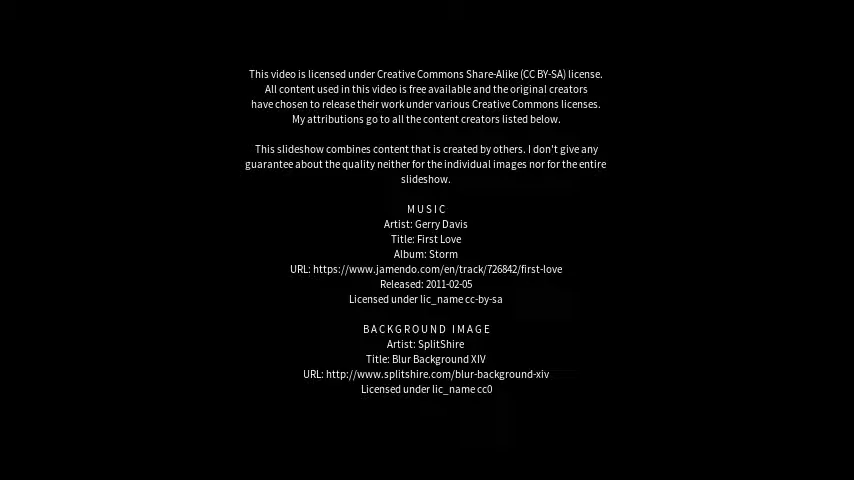 This video is licensed under Creative Commons Share-Alike (CC BY-SA) license.
All content used in this video is free available and the original creators
have chosen to release their work under various Creative Commons licenses.
My attributions go to all the content creators listed below.
This slideshow combines content that is created by others. I don't give any
guarantee about the quality neither for the individual images nor for the entire
slideshow.
MUSIC
Artist: Gerry Davis
Title: First Love
Album: Storm
URL: https://www.jamendo.com/en/track/726842/first-love
Released: 2011-02-05
Licensed under lic_name cc-by-sa
BACKGROUND IMAGE
Artist: SplitShire
Title: Blur Background XIV
URL: http://www.splitshire.com/blur-background-xiv
Licensed under lic_name cc0